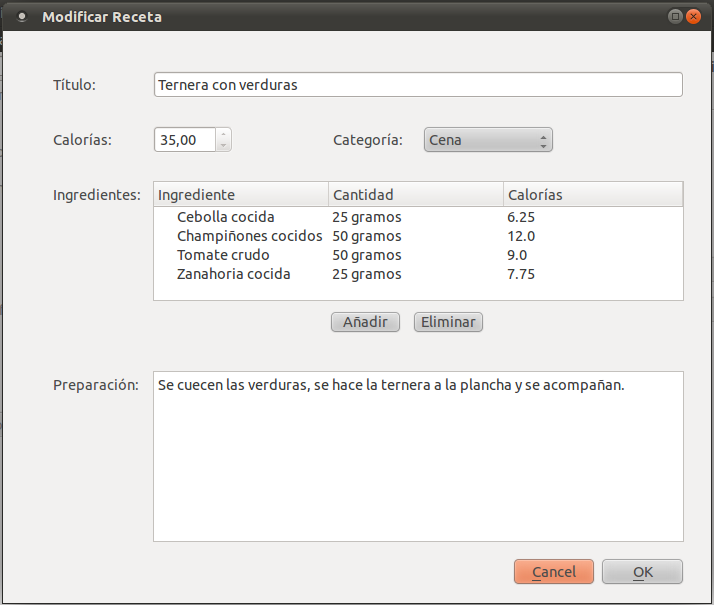 Modificar Receta
Título: Ternera con verduras
Calorías: 35,00 Categoría: Cena
Ingredientes: Ingrediente Cantidad Calorías
Cebolla cocida 25 gramos 6.25
Champiñones cocidos 50 gramos 12.0
Tomate crudo 50 gramos 9.0
Zanahoria cocida 25 gramos 7.75
Añadir Eliminar
Preparación: Se cuecen las verduras, se hace la ternera a la plancha y se acompañan.
Cancel OK